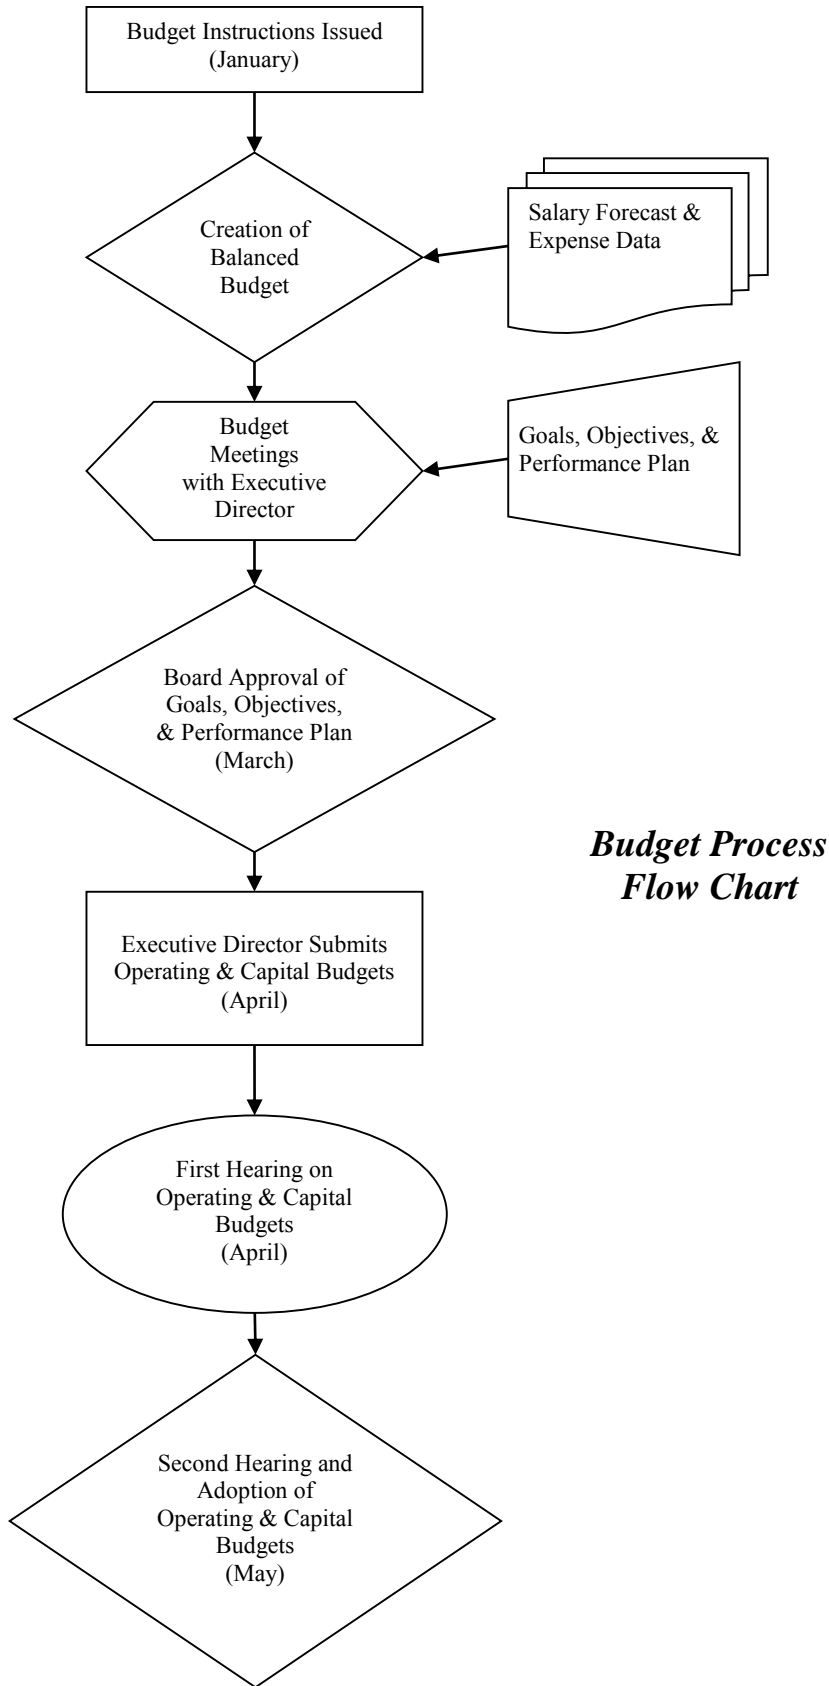 Budget Instructions Issued
(January)
Creation of
Balanced
Budget
Salary Forecast &
Expense Data
Budget
Meetings
with Executive
Director
Goals, Objectives, &
Performance Plan
Board Approval of
Goals, Objectives,
& Performance Plan
(March)
Budget Process
Flow Chart
Executive Director Submits
Operating & Capital Budgets
(April)
First Hearing on
Operating & Capital
Budgets
(April)
Second Hearing and
Adoption of
Operating & Capital
Budgets
(May)